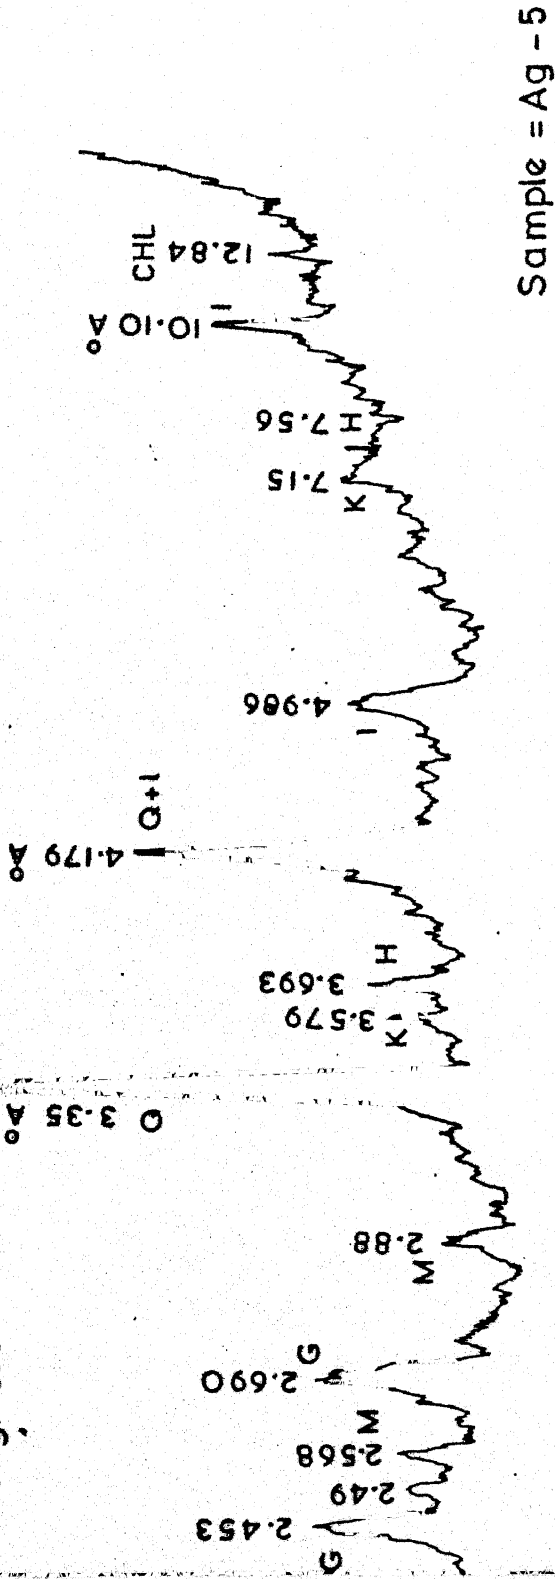 CHL
12.84
I
10.10 Å
H 7.56
I
7.15
K
4.986
I
Q+I
4.179 Å
H
3.693
3.579
K
Q 3.35 Å
2.88
M
G
2.690
M
2.568
2.49
2.453
G
Sample = Ag - 5